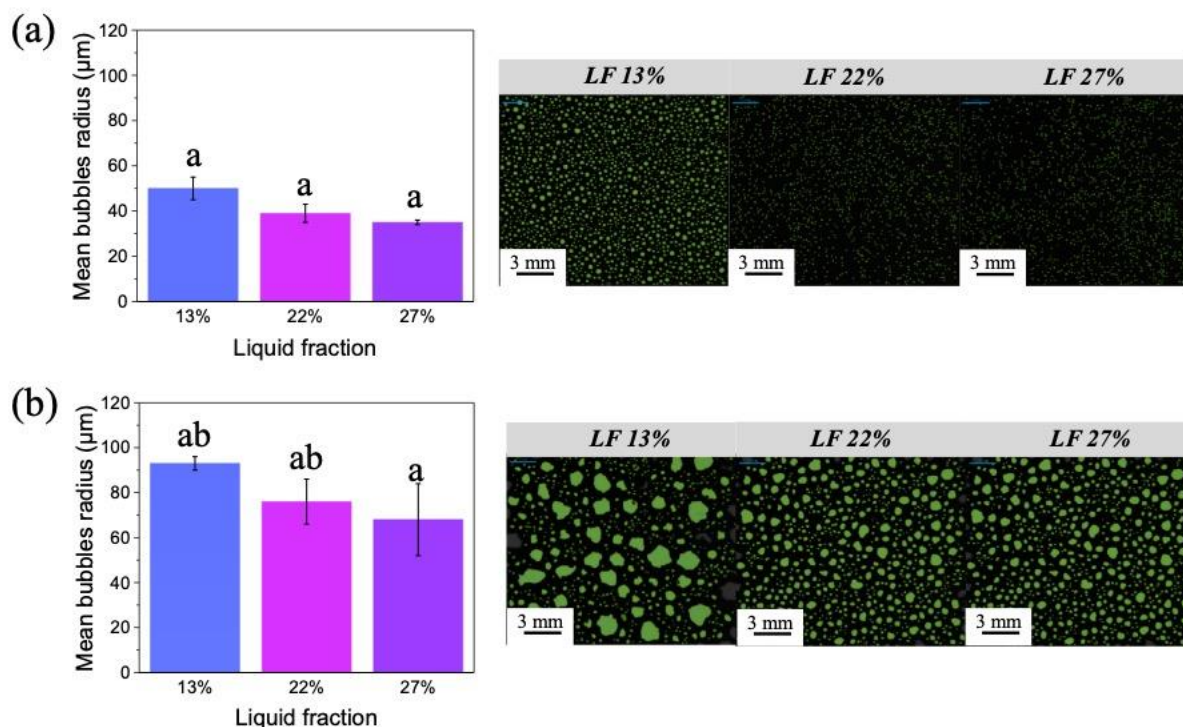 (a)
Mean bubbles radius (μm)
120
100
80
60
40
20
0
a
a
a
13%
22%
27%
Liquid fraction
LF 13%
LF 22%
LF 27%
3 mm
3 mm
3 mm
(b)
Mean bubbles radius (μm)
120
100
80
60
40
20
0
ab
ab
a
13%
22%
27%
Liquid fraction
LF 13%
LF 22%
LF 27%
3 mm
3 mm
3 mm